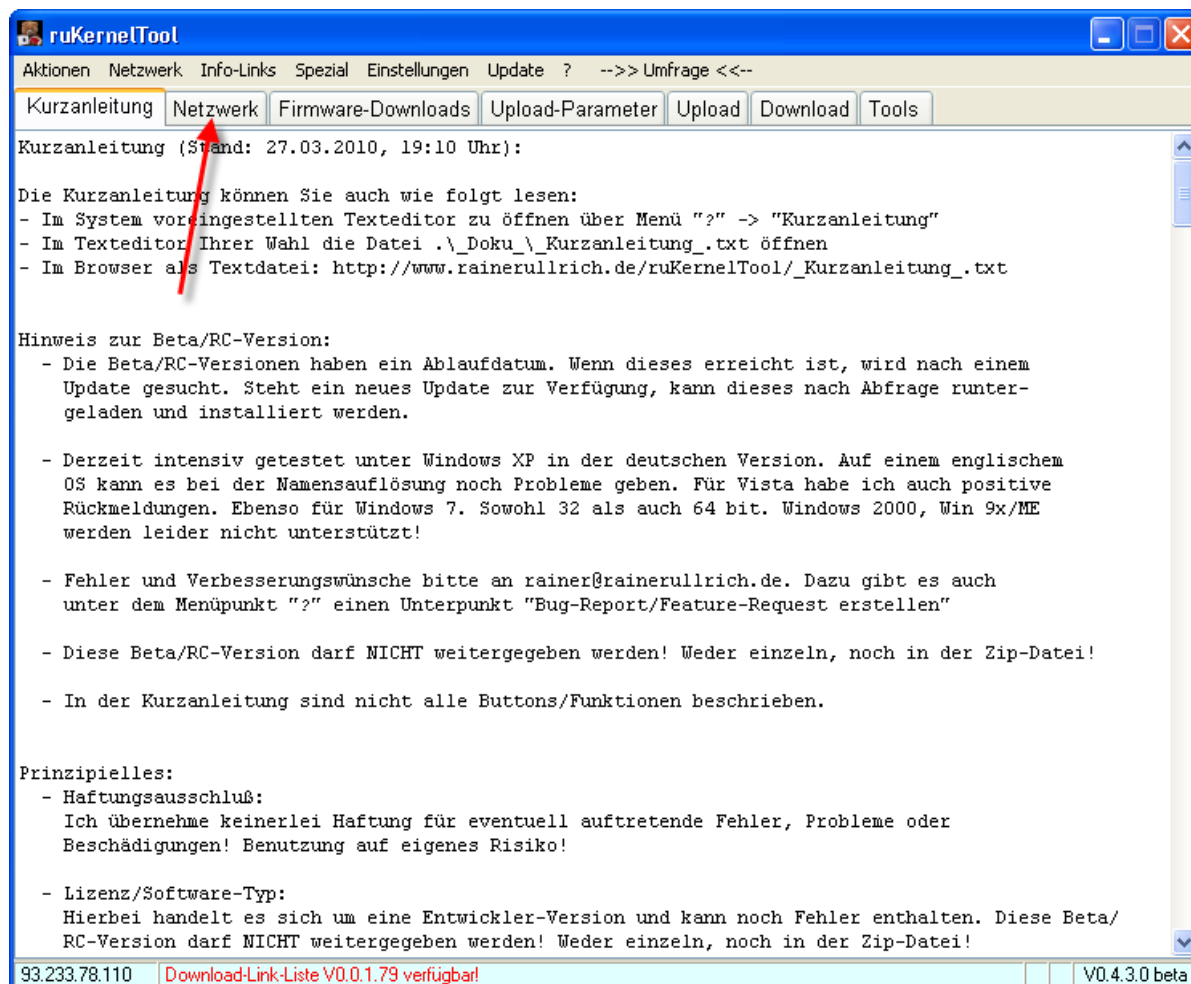 ruKernelTool
Aktionen Netzwerk Info-Links Spezial Einstellungen Update ? -->> Umfrage <<--
Kurzanleitung Netzwerk Firmware-Downloads Upload-Parameter Upload Download Tools
Kurzanleitung (Stand: 27.03.2010, 19:10 Uhr):
Die Kurzanleitung können Sie auch wie folgt lesen:
- Im System voreingestellten Texteditor zu öffnen über Menü "?" -> "Kurzanleitung"
- Im Texteditor Ihrer Wahl die Datei .\_Doku_\_Kurzanleitung_.txt öffnen
- Im Browser als Textdatei: http://www.rainerullrich.de/ruKernelTool/_Kurzanleitung_.txt
Hinweis zur Beta/RC-Version:
- Die Beta/RC-Versionen haben ein Ablaufdatum. Wenn dieses erreicht ist, wird nach einem
Update gesucht. Steht ein neues Update zur Verfügung, kann dieses nach Abfrage runter-
geladen und installiert werden.
- Derzeit intensiv getestet unter Windows XP in der deutschen Version. Auf einem englischem
OS kann es bei der Namensauflösung noch Probleme geben. Für Vista habe ich auch positive
Rückmeldungen. Ebenso für Windows 7. Sowohl 32 als auch 64 bit. Windows 2000, Win 9x/ME
werden leider nicht unterstützt!
- Fehler und Verbesserungswünsche bitte an rainer@rainerullrich.de. Dazu gibt es auch
unter dem Menüpunkt "?" einen Unterpunkt "Bug-Report/Feature-Request erstellen"
- Diese Beta/RC-Version darf NICHT weitergegeben werden! Weder einzeln, noch in der Zip-Datei!
- In der Kurzanleitung sind nicht alle Buttons/Funktionen beschrieben.
Prinzipielles:
- Haftungsausschluß:
Ich übernehme keinerlei Haftung für eventuell auftretende Fehler, Probleme oder
Beschädigungen! Benutzung auf eigenes Risiko!
- Lizenz/Software-Typ:
Hierbei handelt es sich um eine Entwickler-Version und kann noch Fehler enthalten. Diese Beta/
RC-Version darf NICHT weitergegeben werden! Weder einzeln, noch in der Zip-Datei!
93.233.78.110 Download-Link-Liste V0.0.1.79 verfügbar! V0.4.3.0 beta